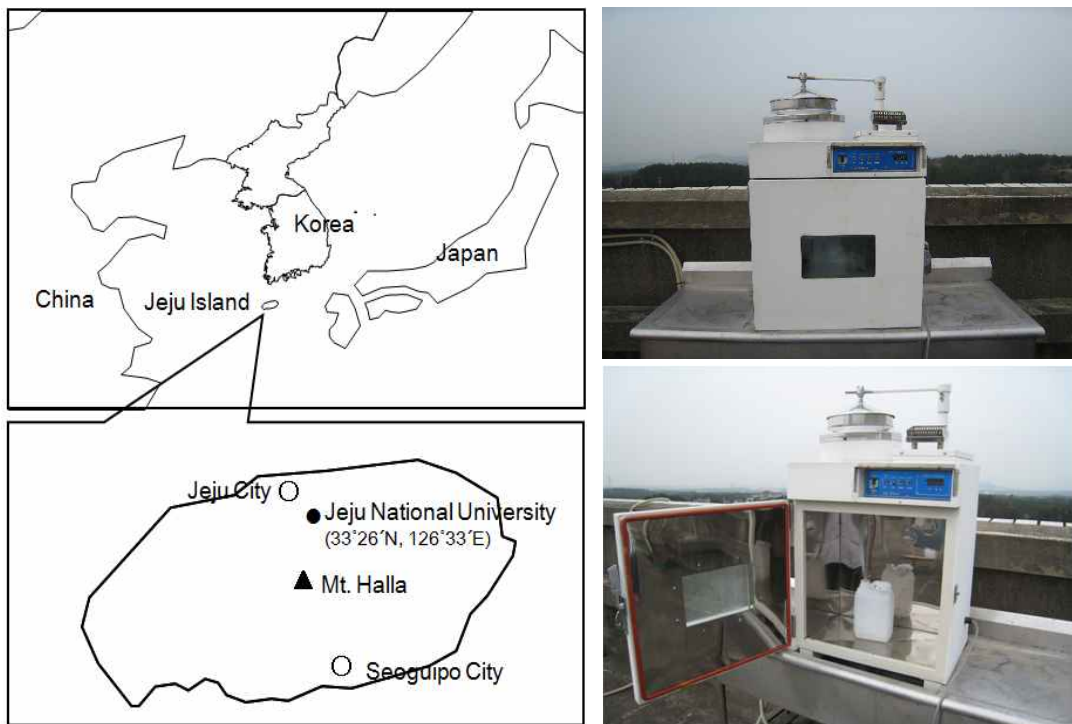 Korea
Japan
China
Jeju Island
Jeju City
Jeju National University
(33°26′N, 126°33′E)
Mt. Halla
Seoguipo City